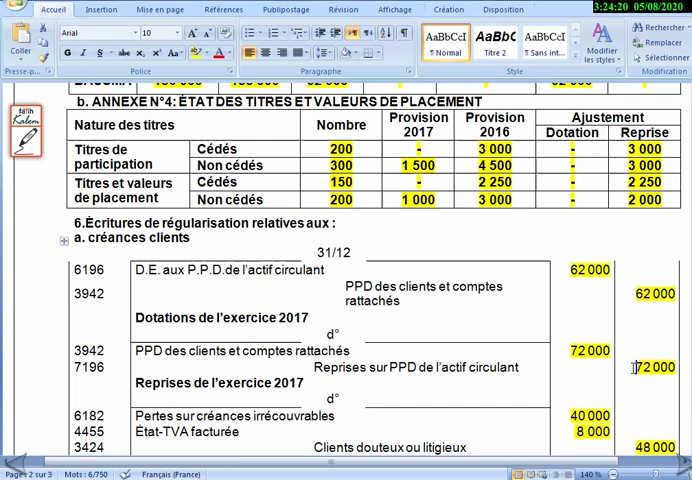 3:24:20 05/08/2020
Accueil Insertion Mise en page Références Publipostage Révision Affichage Création Disposition
Coller
Arial 10
G I S
AaBbCcI AaBbC AaBbCcI
¶ Normal Titre 2 ¶ Sans int...
Modifier les styles
Rechercher
Remplacer
Sélectionner
Presse-p... Police Paragraphe Style Modification
fatih
Kalem
b. ANNEXE N°4: ÉTAT DES TITRES ET VALEURS DE PLACEMENT
Nature des titres Nombre Provision 2017 Provision 2016 Ajustement
Dotation Reprise
Titres de participation Cédés 200 - 3 000 - 3 000
Non cédés 300 1 500 4 500 - 3 000
Titres et valeurs de placement Cédés 150 - 2 250 - 2 250
Non cédés 200 1 000 3 000 - 2 000
6.Écritures de régularisation relatives aux :
a. créances clients
31/12
6196 D.E. aux P.P.D.de l'actif circulant 62 000
3942 PPD des clients et comptes rattachés 62 000
Dotations de l'exercice 2017
d°
3942 PPD des clients et comptes rattachés 72 000
7196 Reprises sur PPD de l'actif circulant 72 000
Reprises de l'exercice 2017
d°
6182 Pertes sur créances irrécouvrables 40 000
4455 État-TVA facturée 8 000
3424 Clients douteux ou litigieux 48 000
Page : 2 sur 3 Mots : 6/750 Français (France) 140 %